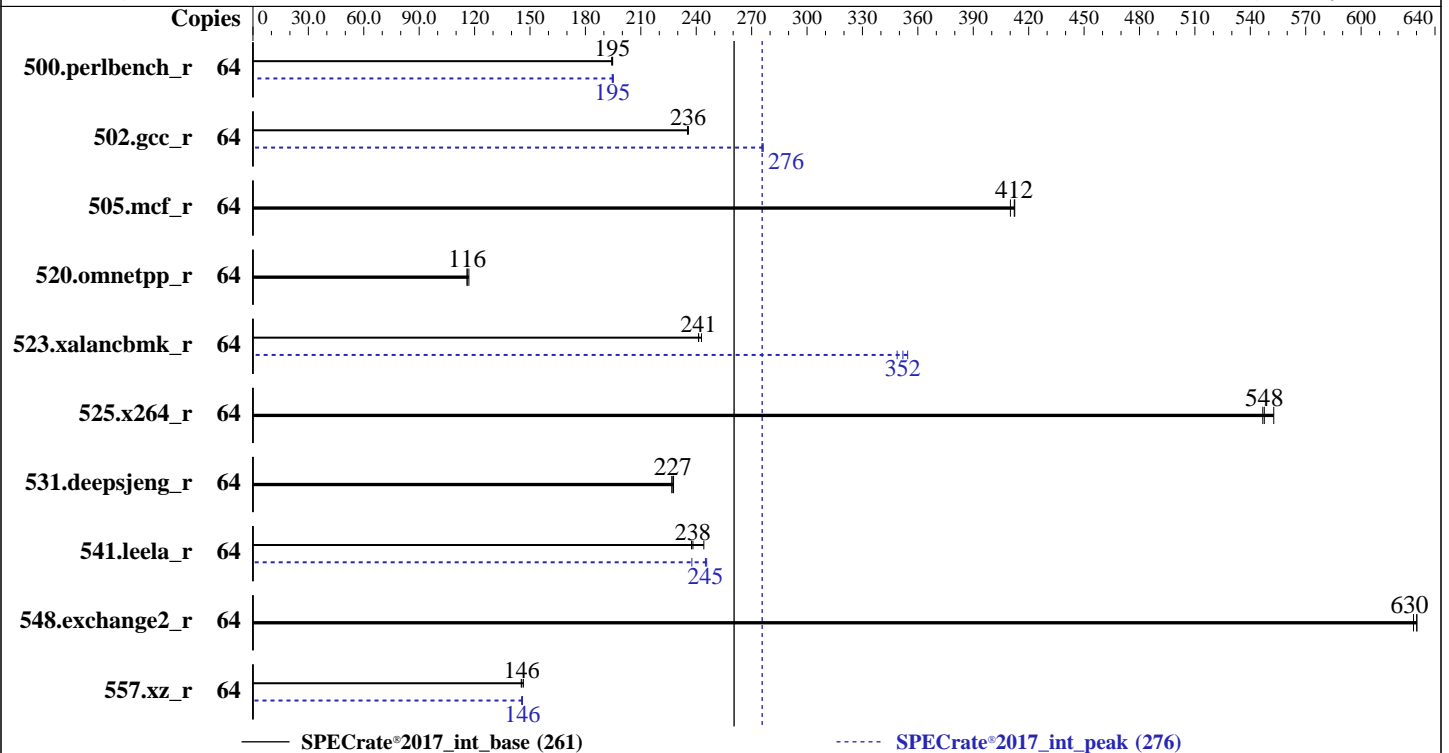 Copies 0 30.0 60.0 90.0 120 150 180 210 240 270 300 330 360 390 420 450 480 510 540 570 600 640
195
500.perlbench_r 64
195
236
502.gcc_r 64
276
412
505.mcf_r 64
116
520.omnetpp_r 64
241
523.xalancbmk_r 64
352
548
525.x264_r 64
227
531.deepsjeng_r 64
238
541.leela_r 64
245
630
548.exchange2_r 64
146
557.xz_r 64
146
SPECrate®2017_int_base (261) SPECrate®2017_int_peak (276)